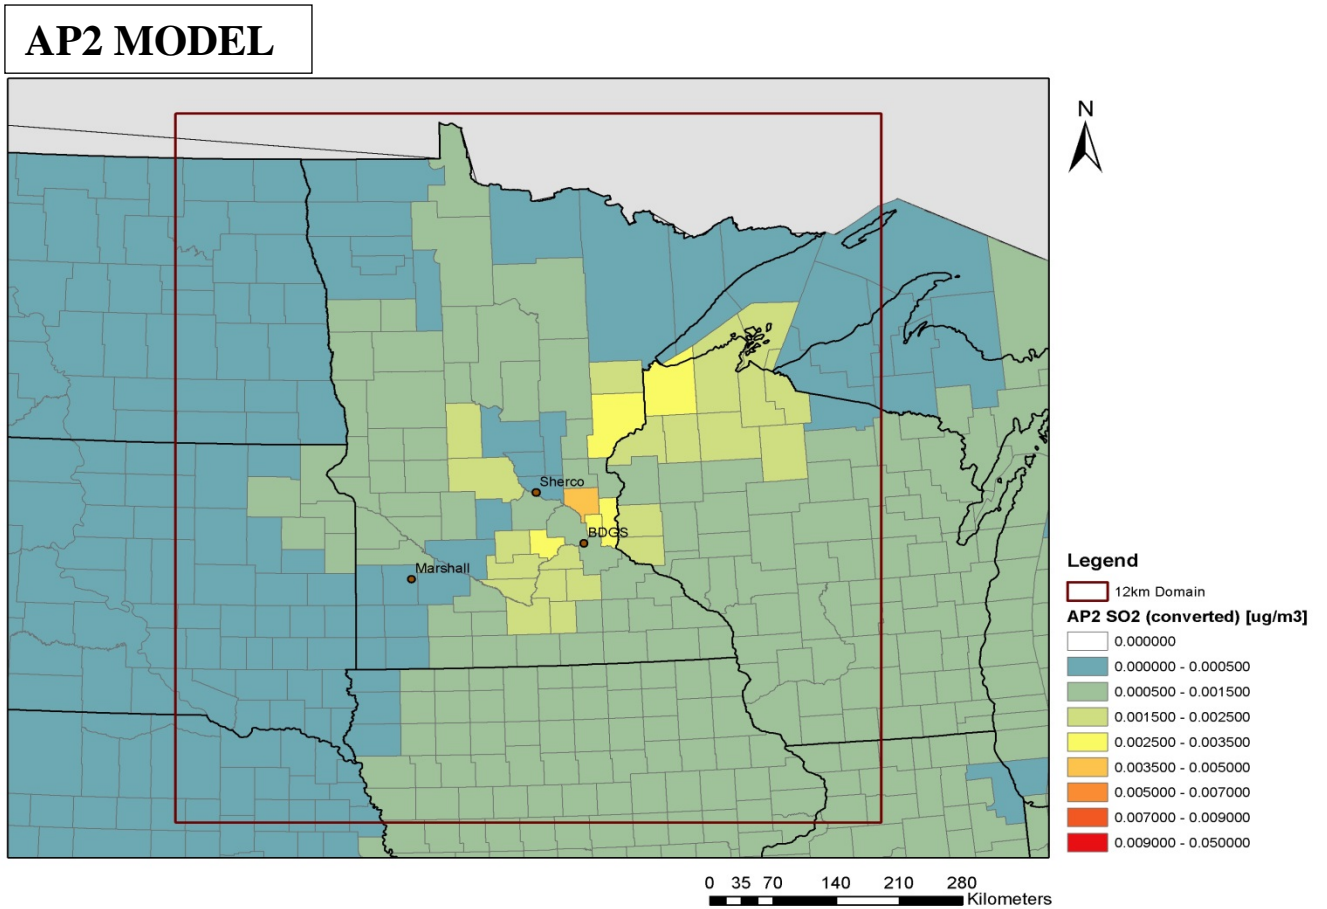 AP2 MODEL
N
Sherco
BDGS
Marshall
Legend
12km Domain
AP2 SO2 (converted) [ug/m3]
0.000000
0.000000 - 0.000500
0.000500 - 0.001500
0.001500 - 0.002500
0.002500 - 0.003500
0.003500 - 0.005000
0.005000 - 0.007000
0.007000 - 0.009000
0.009000 - 0.050000
0 35 70 140 210 280
Kilometers